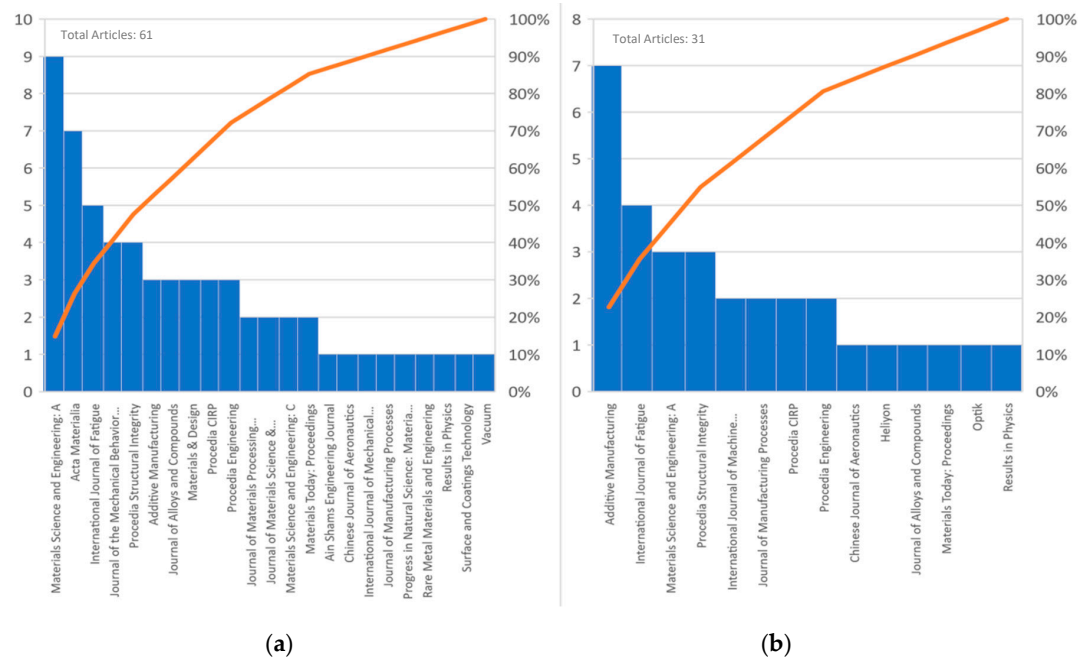 Total Articles: 61
10
9
8
7
6
5
4
3
2
1
0
100%
90%
80%
70%
60%
50%
40%
30%
20%
10%
0%
Materials Science and Engineering: A
Acta Materialia
International Journal of Fatigue
Journal of the Mechanical Behavior...
Procedia Structural Integrity
Additive Manufacturing
Journal of Alloys and Compounds
Materials & Design
Procedia CIRP
Procedia Engineering
Journal of Materials Processing...
Journal of Materials Science &...
Materials Science and Engineering: C
Materials Today: Proceedings
Ain Shams Engineering Journal
Chinese Journal of Aeronautics
International Journal of Mechanical...
Journal of Manufacturing Processes
Progress in Natural Science: Materia...
Rare Metal Materials and Engineering
Results in Physics
Surface and Coatings Technology
Vacuum
(a)
Total Articles: 31
8
7
6
5
4
3
2
1
0
100%
90%
80%
70%
60%
50%
40%
30%
20%
10%
0%
Additive Manufacturing
International Journal of Fatigue
Materials Science and Engineering: A
Procedia Structural Integrity
International Journal of Machine...
Journal of Manufacturing Processes
Procedia CIRP
Procedia Engineering
Chinese Journal of Aeronautics
Heliyon
Journal of Alloys and Compounds
Materials Today: Proceedings
Optik
Results in Physics
(b)